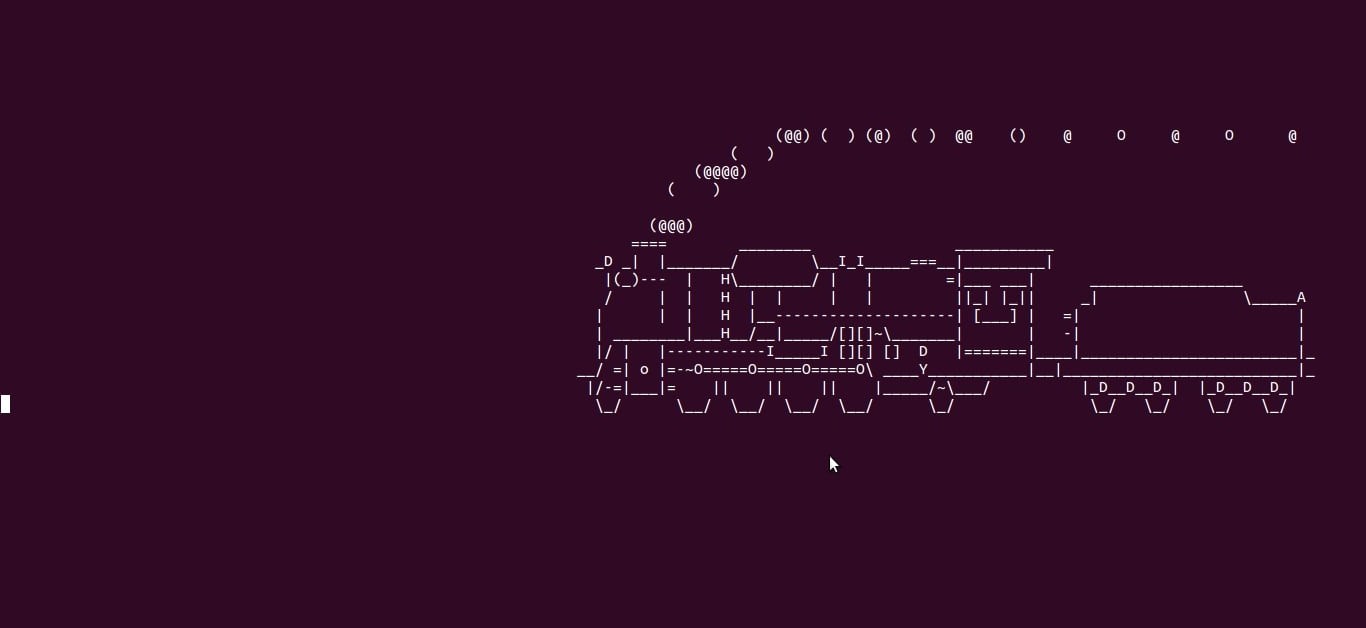 (@@) (  ) (@)  ( )  @@    ()    @     O     @     O      @
                 (   )
             (@@@@)
          (    )

        (@@@)
      ====        ________                ___________
  _D _|  |_______/        \__I_I_____===__|_________|
   |(_)---  |   H\________/ |   |        =|___ ___|      _________________
   /     |  |   H  |  |     |   |         ||_| |_||     _|                \_____A
  |      |  |   H  |__--------------------| [___] |   =|                        |
  | ________|___H__/__|_____/[][]~\_______|       |   -|                        |
  |/ |   |-----------I_____I [][] []  D   |=======|____|________________________|_
__/ =| o |=-~O=====O=====O=====O\ ____Y___________|__|__________________________|_
 |/-=|___|=    ||    ||    ||    |_____/~\___/          |_D__D__D_|  |_D__D__D_|
  \_/      \__/  \__/  \__/  \__/      \_/               \_/   \_/    \_/   \_/